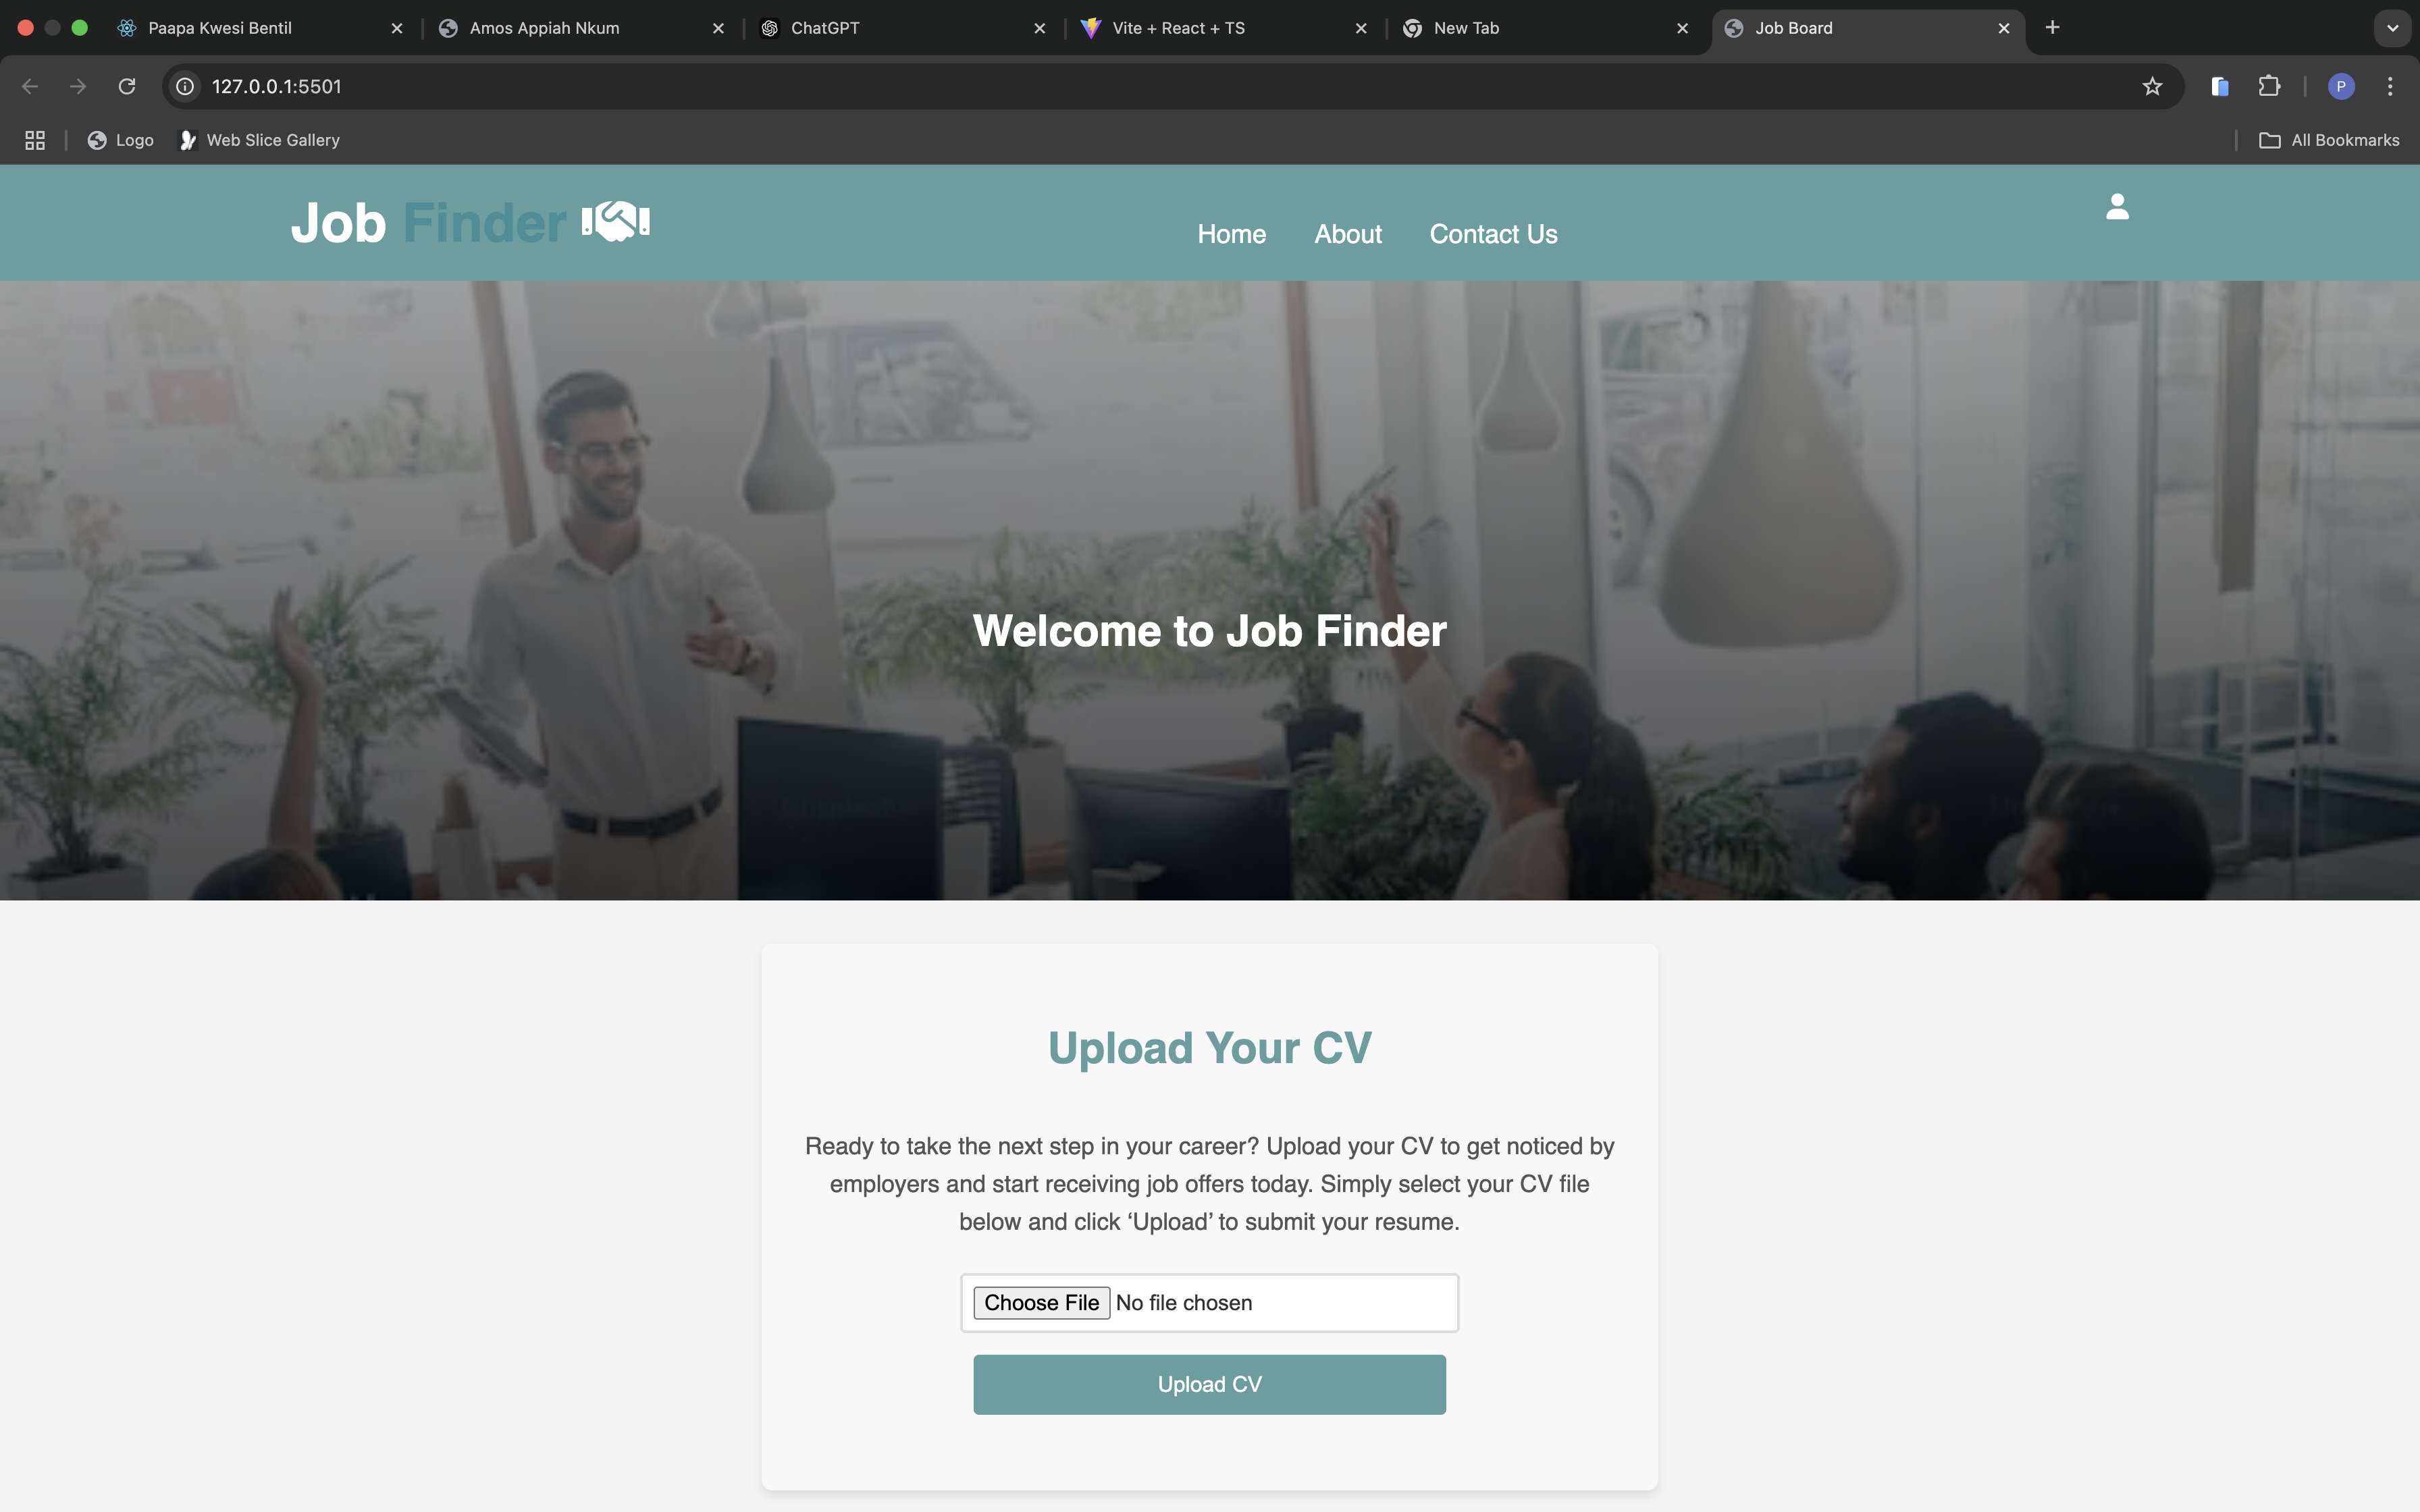 Paapa Kwesi Bentil
Amos Appiah Nkum
ChatGPT
Vite + React + TS
New Tab
Job Board
127.0.0.1:5501
P
Logo
Web Slice Gallery
All Bookmarks
Job Finder
Home
About
Contact Us
Welcome to Job Finder
Upload Your CV
Ready to take the next step in your career? Upload your CV to get noticed by
employers and start receiving job offers today. Simply select your CV file
below and click ‘Upload’ to submit your resume.
Choose File No file chosen
Upload CV